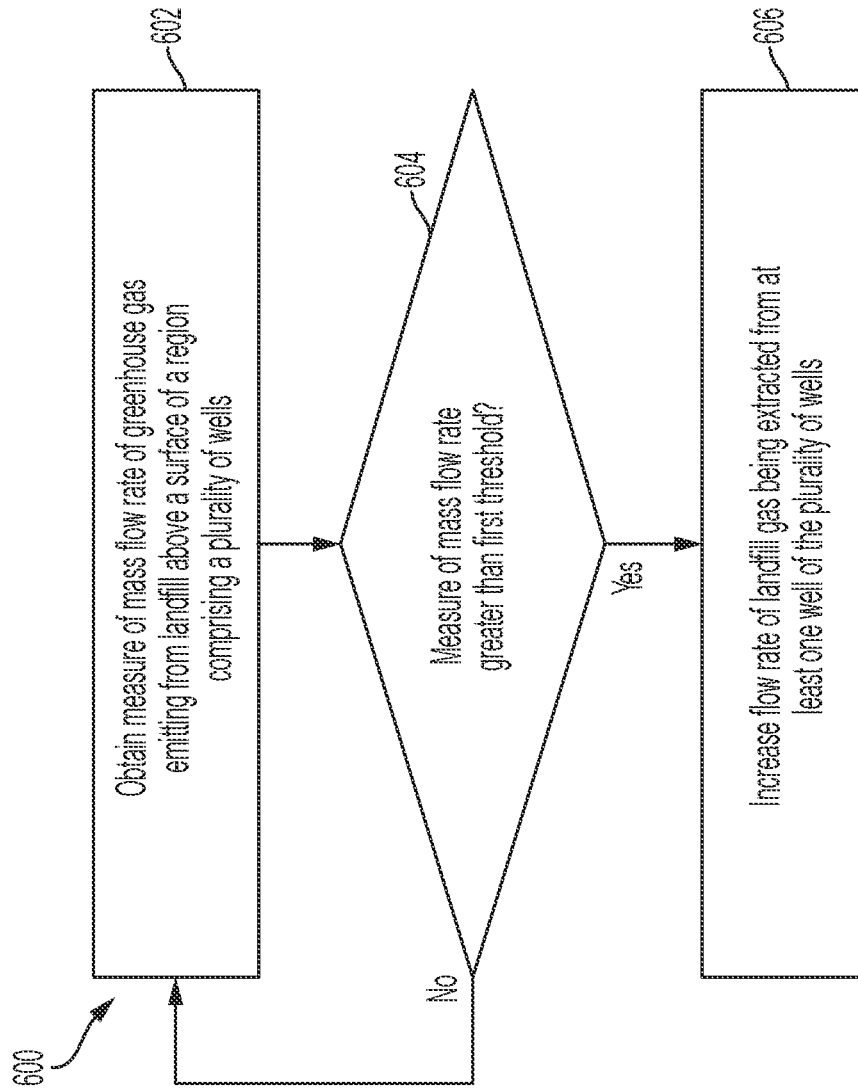 600
Obtain measure of mass flow rate of greenhouse gas
emitting from landfill above a surface of a region
comprising a plurality of wells
602
604
Measure of mass flow rate
greater than first threshold?
No
Yes
Increase flow rate of landfill gas being extracted from at
least one well of the plurality of wells
606